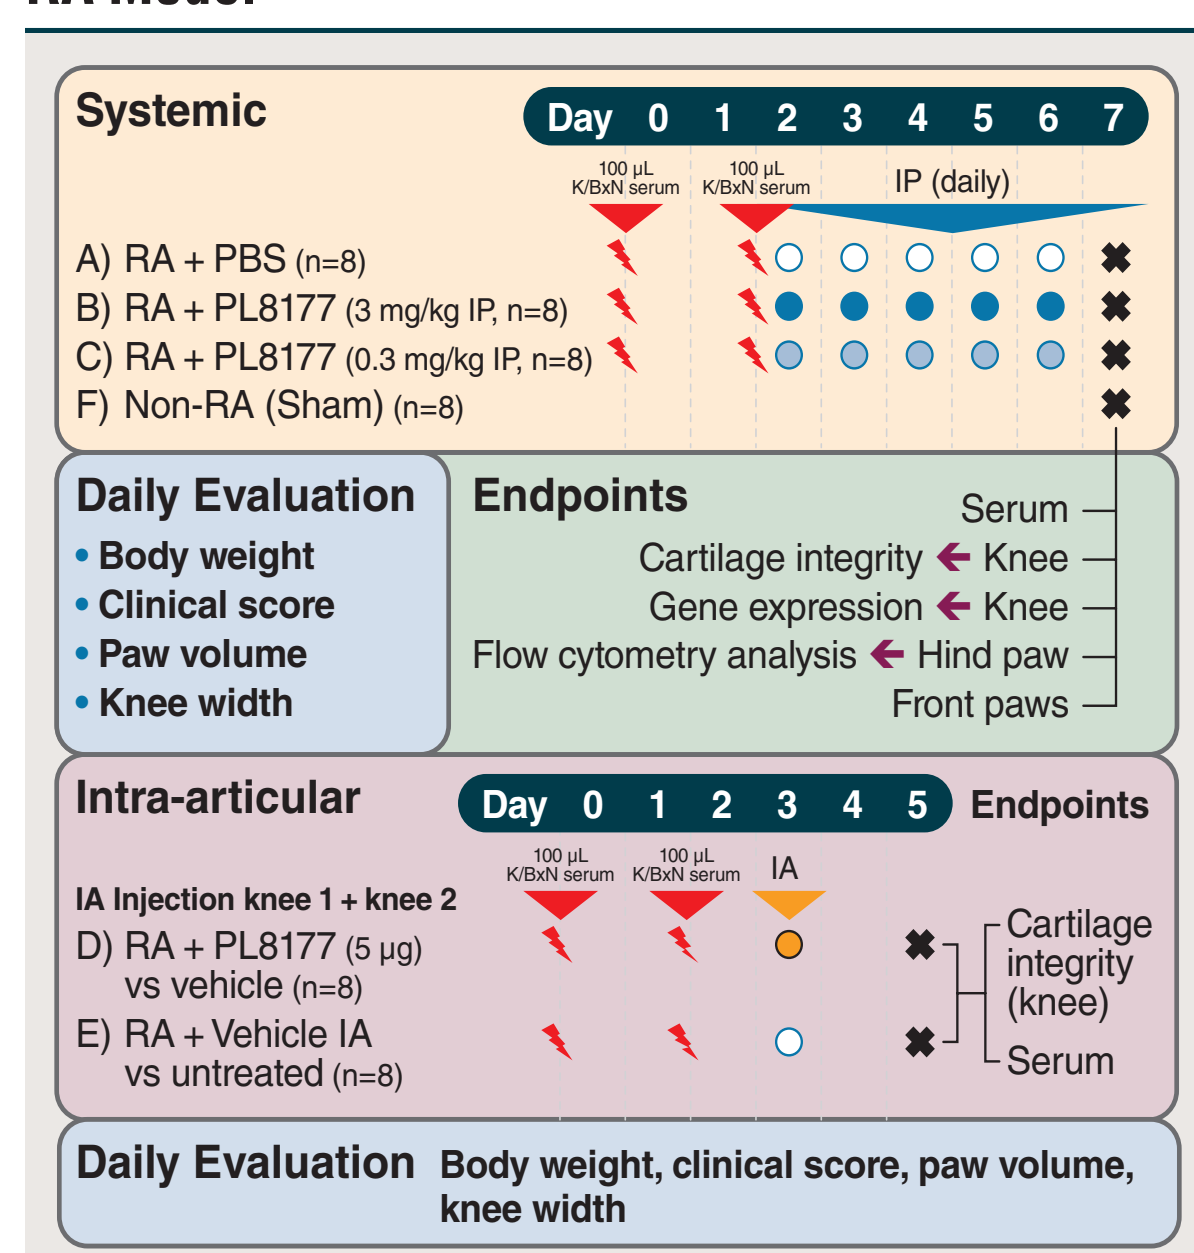 RA Model
Systemic
Day 0 1 2 3 4 5 6 7
100 µL
K/BxN serum
100 µL
K/BxN serum
IP (daily)
A) RA + PBS (n=8)
B) RA + PL8177 (3 mg/kg IP, n=8)
C) RA + PL8177 (0.3 mg/kg IP, n=8)
F) Non-RA (Sham) (n=8)
Daily Evaluation
• Body weight
• Clinical score
• Paw volume
• Knee width
Endpoints
Serum
Cartilage integrity ← Knee
Gene expression ← Knee
Flow cytometry analysis ← Hind paw
Front paws
Intra-articular
Day 0 1 2 3 4 5
Endpoints
100 µL
K/BxN serum
100 µL
K/BxN serum
IA
IA Injection knee 1 + knee 2
D) RA + PL8177 (5 µg)
vs vehicle (n=8)
E) RA + Vehicle IA
vs untreated (n=8)
Cartilage
integrity
(knee)
Serum
Daily Evaluation Body weight, clinical score, paw volume,
knee width